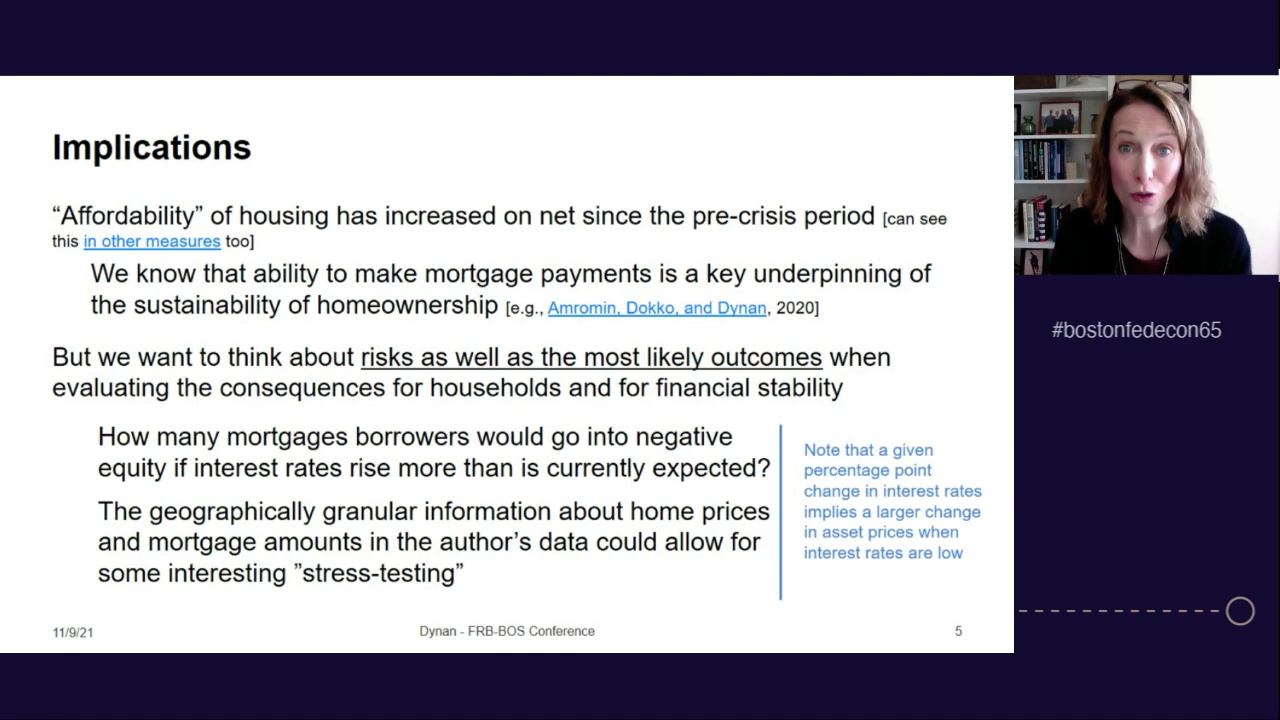 Implications
“Affordability” of housing has increased on net since the pre-crisis period [can see
this in other measures too]
We know that ability to make mortgage payments is a key underpinning of
the sustainability of homeownership [e.g., Amromin, Dokko, and Dynan, 2020]
But we want to think about risks as well as the most likely outcomes when
evaluating the consequences for households and for financial stability
How many mortgages borrowers would go into negative
equity if interest rates rise more than is currently expected?
The geographically granular information about home prices
and mortgage amounts in the author’s data could allow for
some interesting ”stress-testing”
Note that a given
percentage point
change in interest rates
implies a larger change
in asset prices when
interest rates are low
11/9/21
Dynan - FRB-BOS Conference
5
#bostonfedecon65